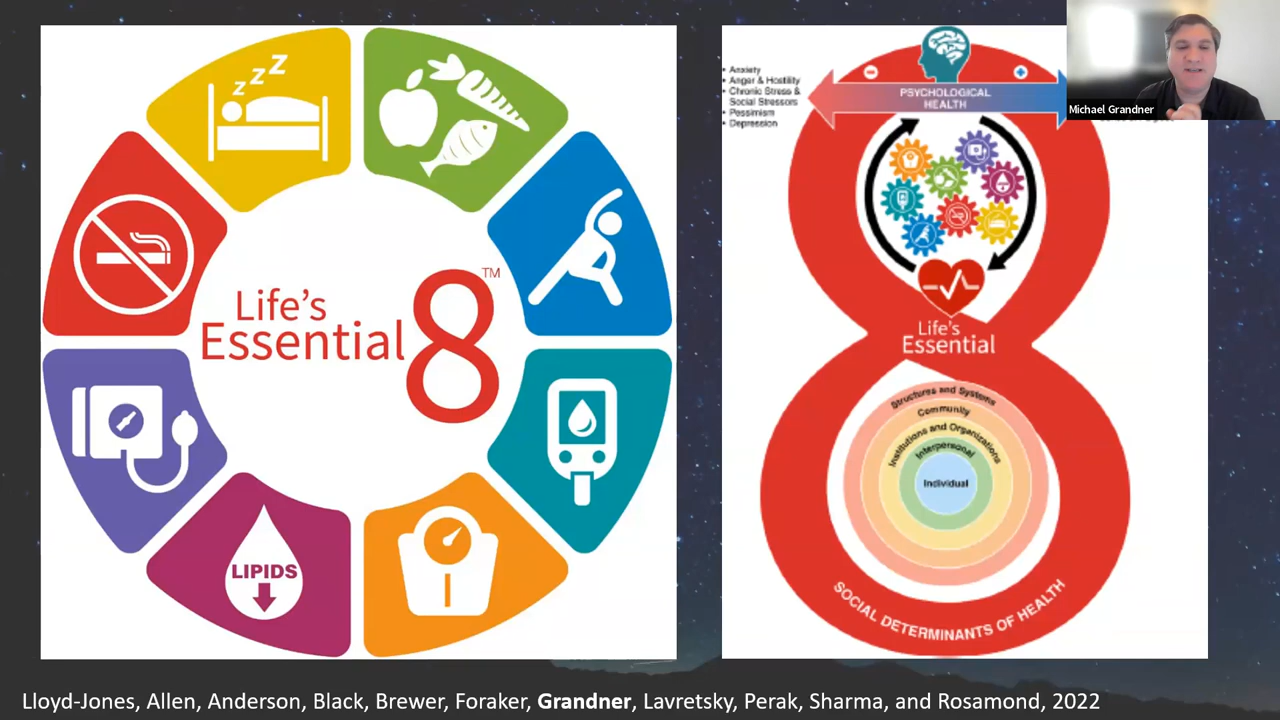 z z z
Life's
Essential 8™
LIPIDS
• Anxiety
• Anger & Hostility
• Chronic Stress &
Social Stressors
• Pessimism
• Depression
PSYCHOLOGICAL
HEALTH
Michael Grandner
Life's
Essential
Structures and Systems
Community
Institutions and Organizations
Interpersonal
Individual
SOCIAL DETERMINANTS OF HEALTH
Lloyd-Jones, Allen, Anderson, Black, Brewer, Foraker, Grandner, Lavretsky, Perak, Sharma, and Rosamond, 2022